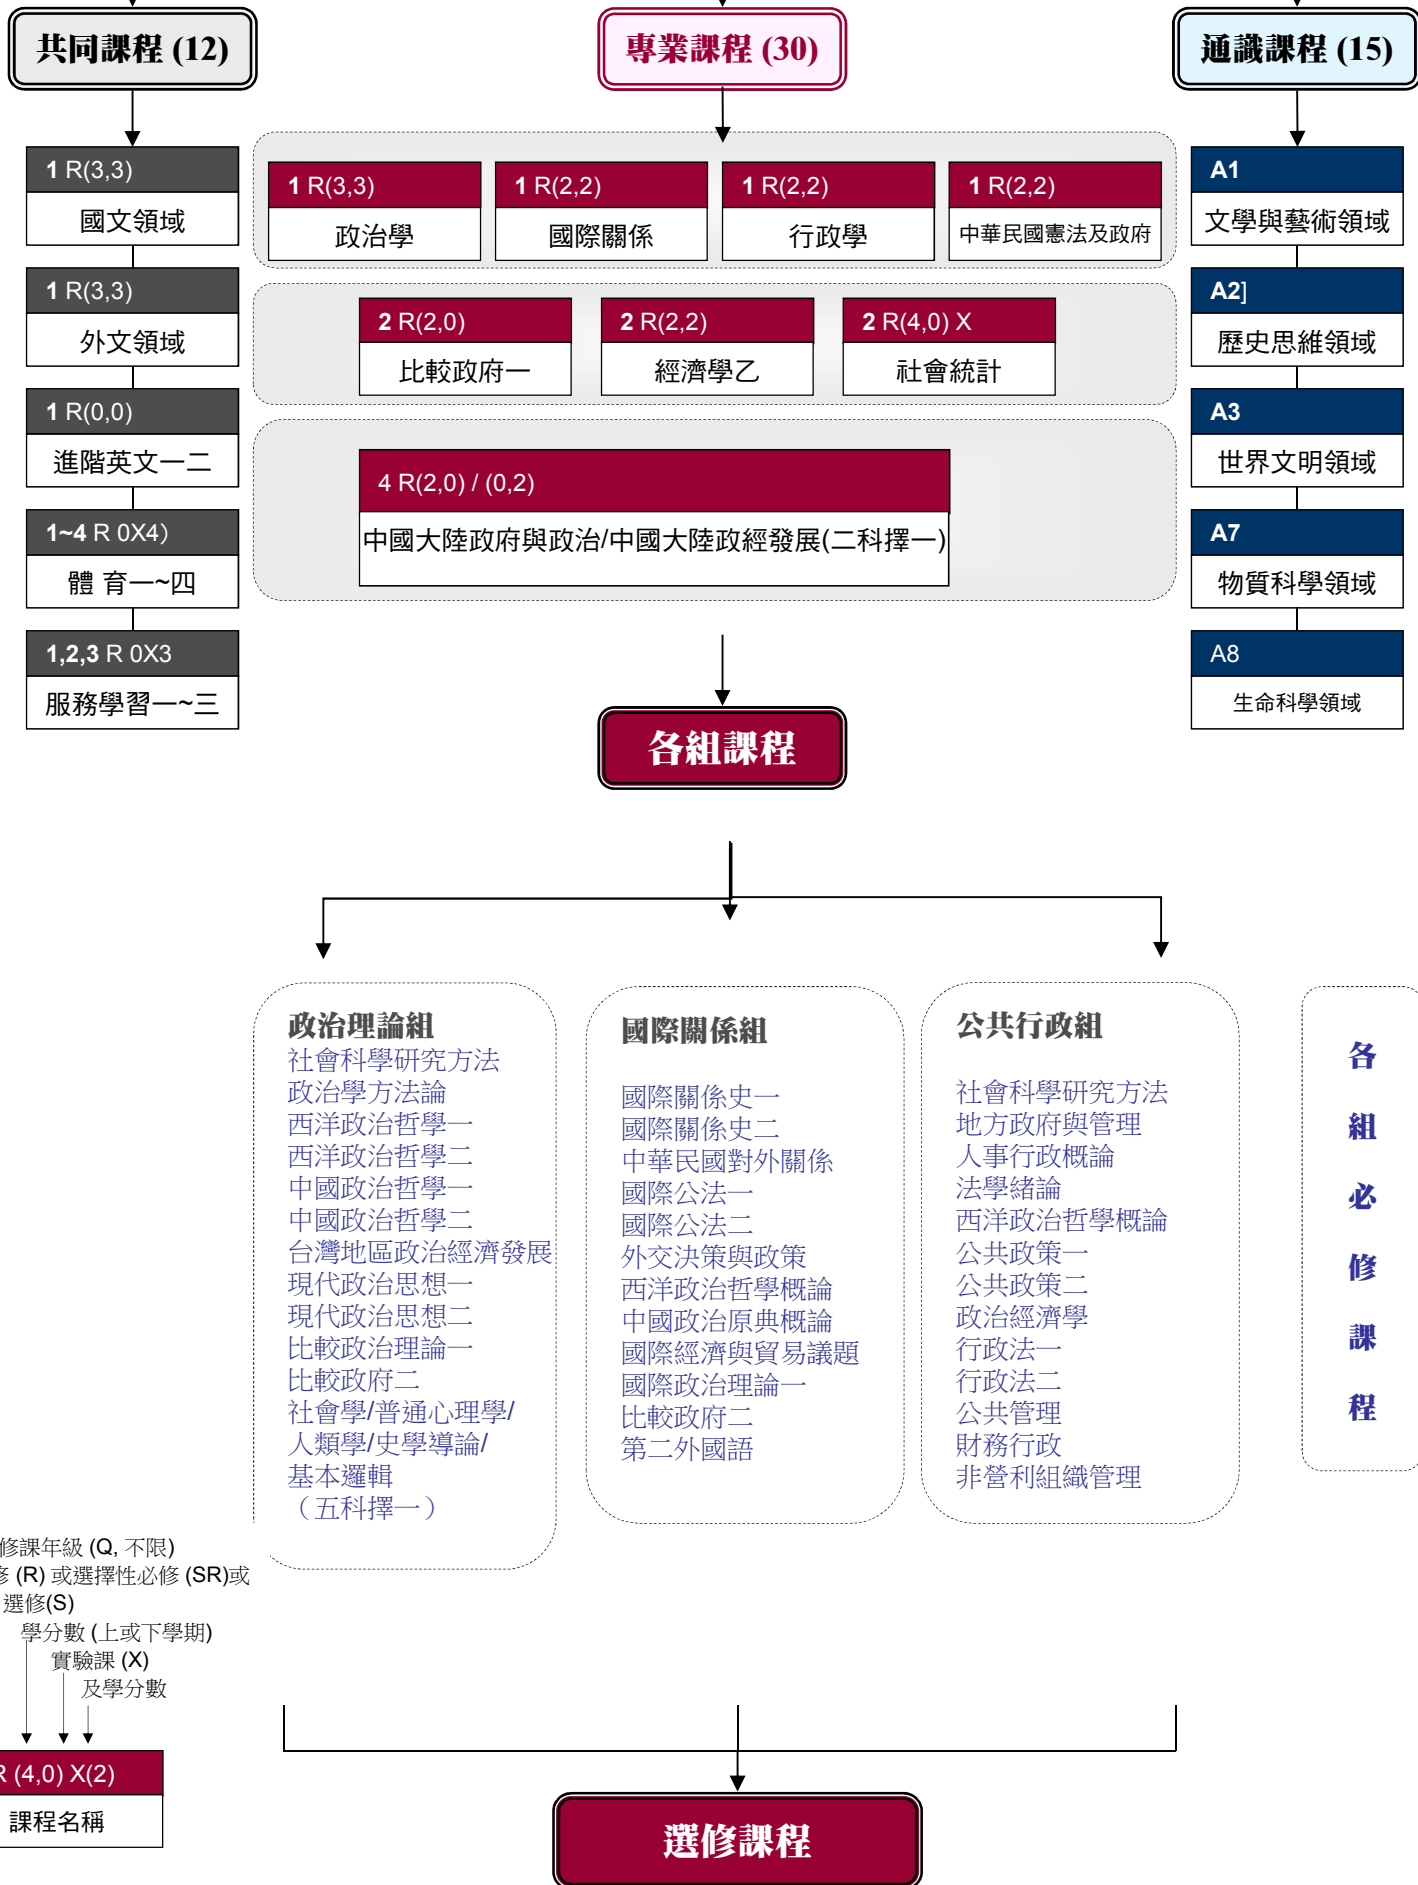 共同課程 (12)
專業課程 (30)
通識課程 (15)
1 R(3,3)
國文領域
1 R(3,3)
外文領域
1 R(0,0)
進階英文一二
1~4 R 0X4）
體 育一~四
1,2,3 R 0X3
服務學習一~三
1 R(3,3)
政治學
1 R(2,2)
國際關係
1 R(2,2)
行政學
1 R(2,2)
中華民國憲法及政府
2 R(2,0)
比較政府一
2 R(2,2)
經濟學乙
2 R(4,0) X
社會統計
4 R(2,0) / (0,2)
中國大陸政府與政治/中國大陸政經發展(二科擇一)
A1
文學與藝術領域
A2]
歷史思維領域
A3
世界文明領域
A7
物質科學領域
A8
生命科學領域
各組課程
政治理論組
社會科學研究方法
政治學方法論
西洋政治哲學一
西洋政治哲學二
中國政治哲學一
中國政治哲學二
台灣地區政治經濟發展
現代政治思想一
現代政治思想二
比較政治理論一
比較政府二
社會學/普通心理學/
人類學/史學導論/
基本邏輯
（五科擇一）
國際關係組
國際關係史一
國際關係史二
中華民國對外關係
國際公法一
國際公法二
外交決策與政策
西洋政治哲學概論
中國政治原典概論
國際經濟與貿易議題
國際政治理論一
比較政府二
第二外國語
公共行政組
社會科學研究方法
地方政府與管理
人事行政概論
法學緒論
西洋政治哲學概論
公共政策一
公共政策二
政治經濟學
行政法一
行政法二
公共管理
財務行政
非營利組織管理
各
組
必
修
課
程
修課年級 (Q, 不限)
修 (R) 或選擇性必修 (SR)或
選修(S)
學分數 (上或下學期)
實驗課 (X)
及學分數
R (4,0) X(2)
課程名稱
選修課程